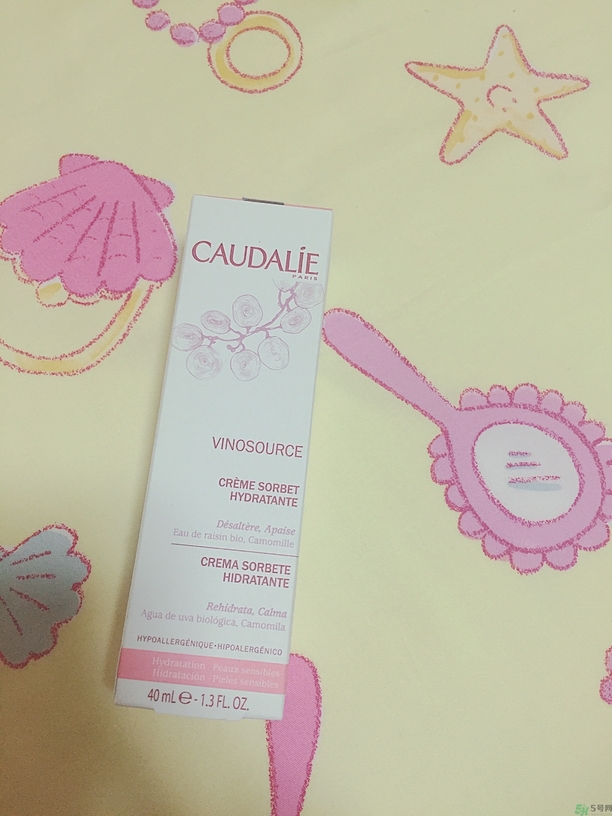 CAUDALÍE
PARIS
VINOSOURCE
CRÈME SORBET
HYDRATANTE
Désaltère, Apaise
Eau de raisin bio, Camomille
CREMA SORBETE
HIDRATANTE
Rehidrata, Calma
Agua de uva biológica, Camomila
HYPOALLERGÉNIQUE•HIPOALERGÉNICO
Hydratation - Peaux sensibles
Hidratación - Pieles sensibles
40 mL e - 1.3 FL. OZ.
5号网